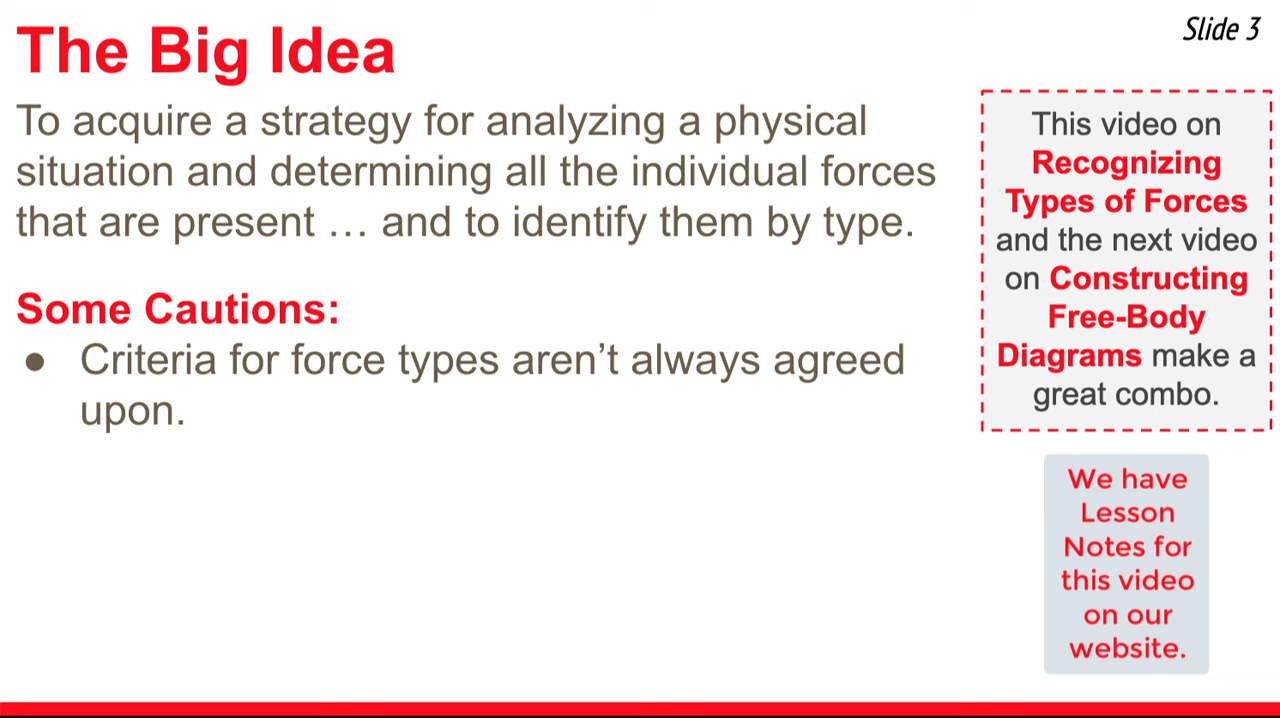 The Big Idea
Slide 3
To acquire a strategy for analyzing a physical
situation and determining all the individual forces
that are present … and to identify them by type.
Some Cautions:
● Criteria for force types aren’t always agreed
upon.
This video on
Recognizing
Types of Forces
and the next video
on Constructing
Free-Body
Diagrams make a
great combo.
We have
Lesson
Notes for
this video
on our
website.